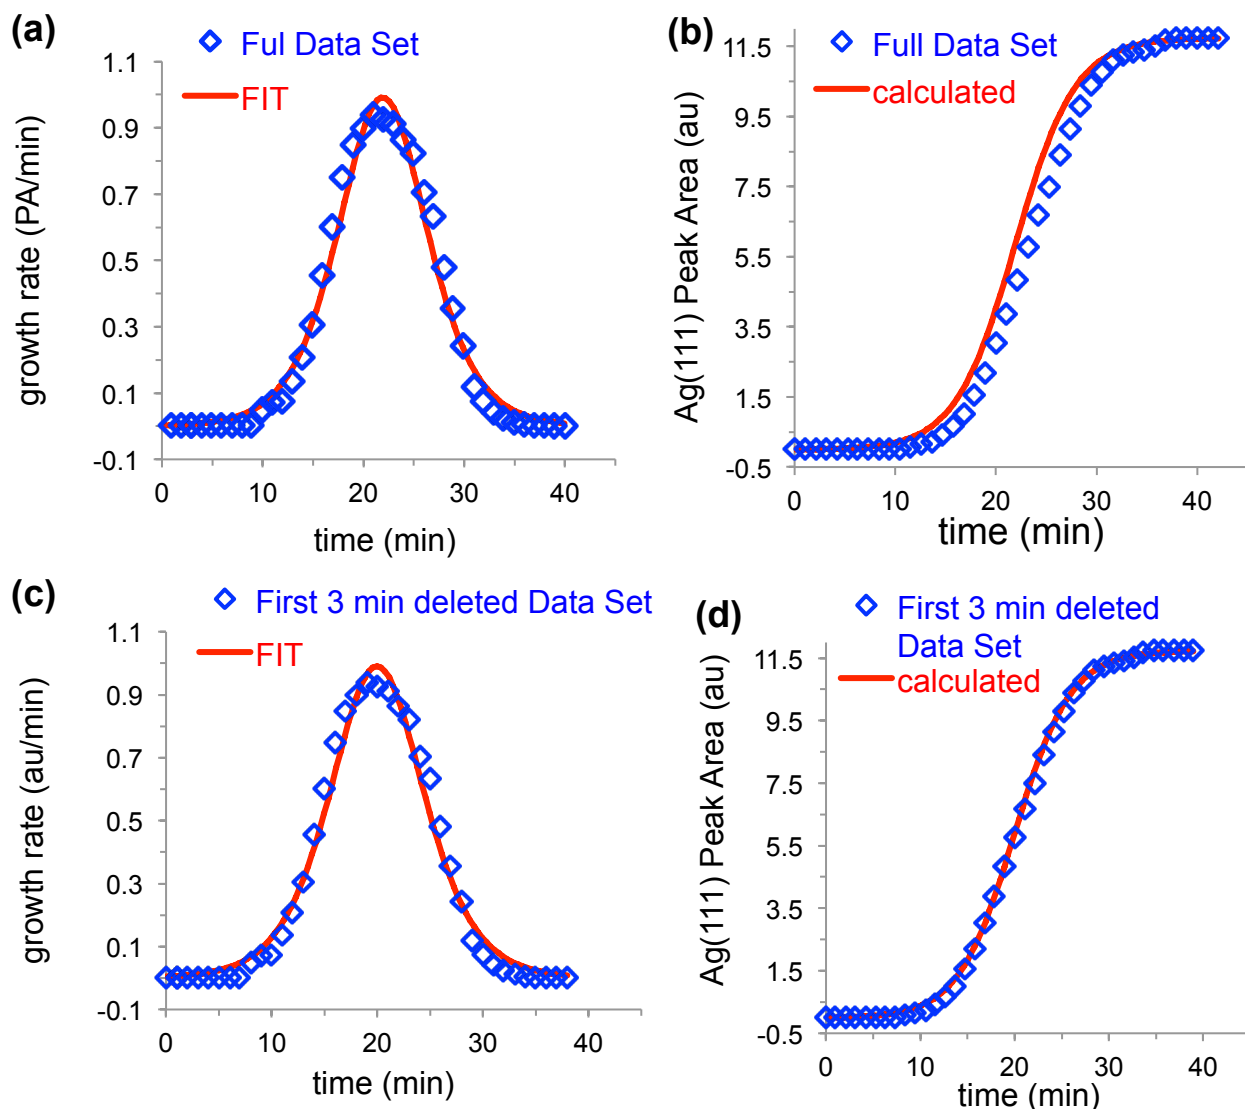 (a)
Ful Data Set
FIT
growth rate (PA/min)
1.1
0.9
0.7
0.5
0.3
0.1
-0.1
0 10 20 30 40
time (min)
(b)
Full Data Set
calculated
Ag(111) Peak Area (au)
11.5
9.5
7.5
5.5
3.5
1.5
-0.5
0 10 20 30 40
time (min)
(c)
First 3 min deleted Data Set
FIT
growth rate (au/min)
1.1
0.9
0.7
0.5
0.3
0.1
-0.1
0 10 20 30 40
time (min)
(d)
First 3 min deleted
Data Set
calculated
Ag(111) Peak Area (au)
11.5
9.5
7.5
5.5
3.5
1.5
-0.5
0 10 20 30 40
time (min)